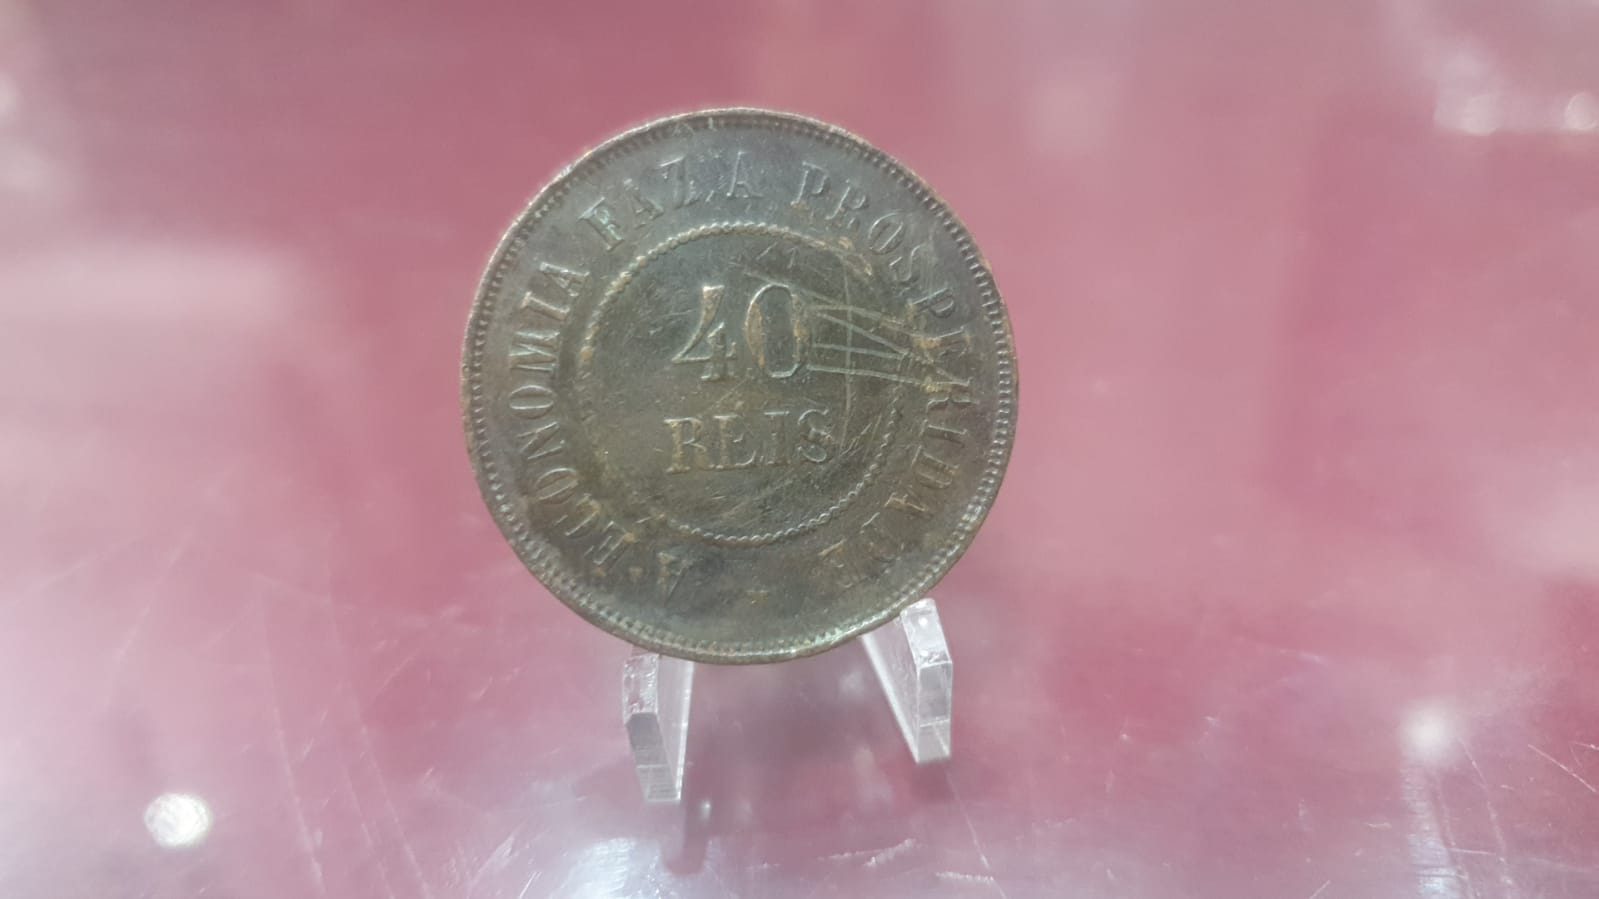 A ECONOMIA FAZ A PROSPERIDADE
40
REIS